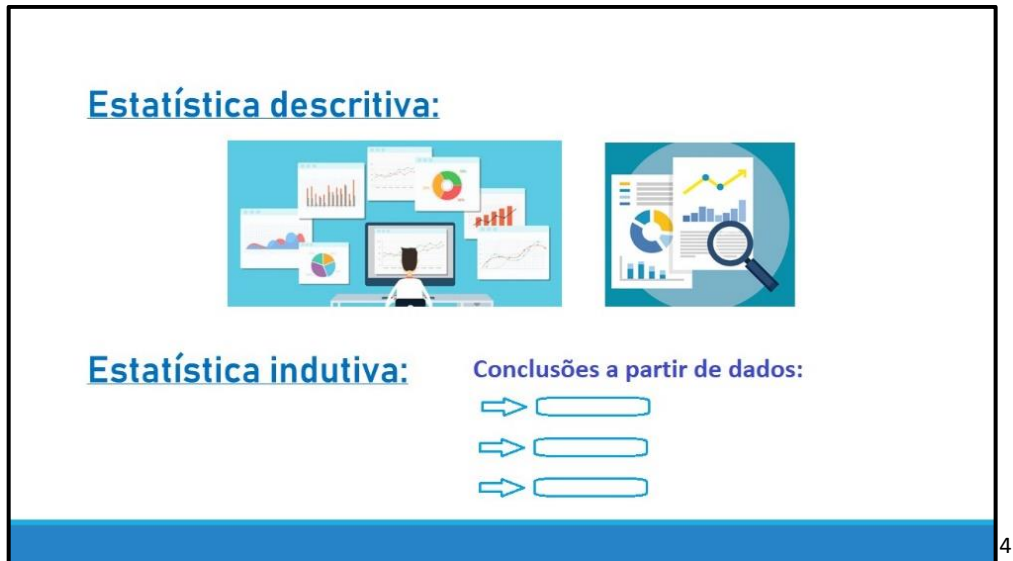 Estatística descritiva:
Estatística indutiva:
Conclusões a partir de dados:
4